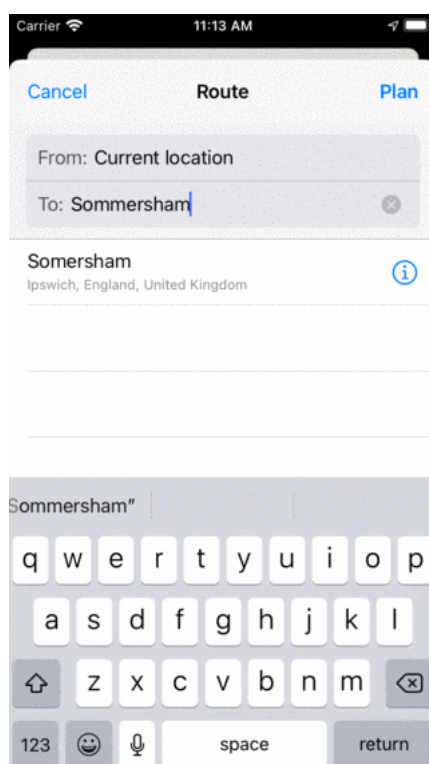 Carrier 11:13 AM
Cancel Route Plan
From: Current location
To: Sommersham
Somersham
Ipswich, England, United Kingdom
Sommersham"
q w e r t y u i o p
a s d f g h j k l
z x c v b n m
123 space return